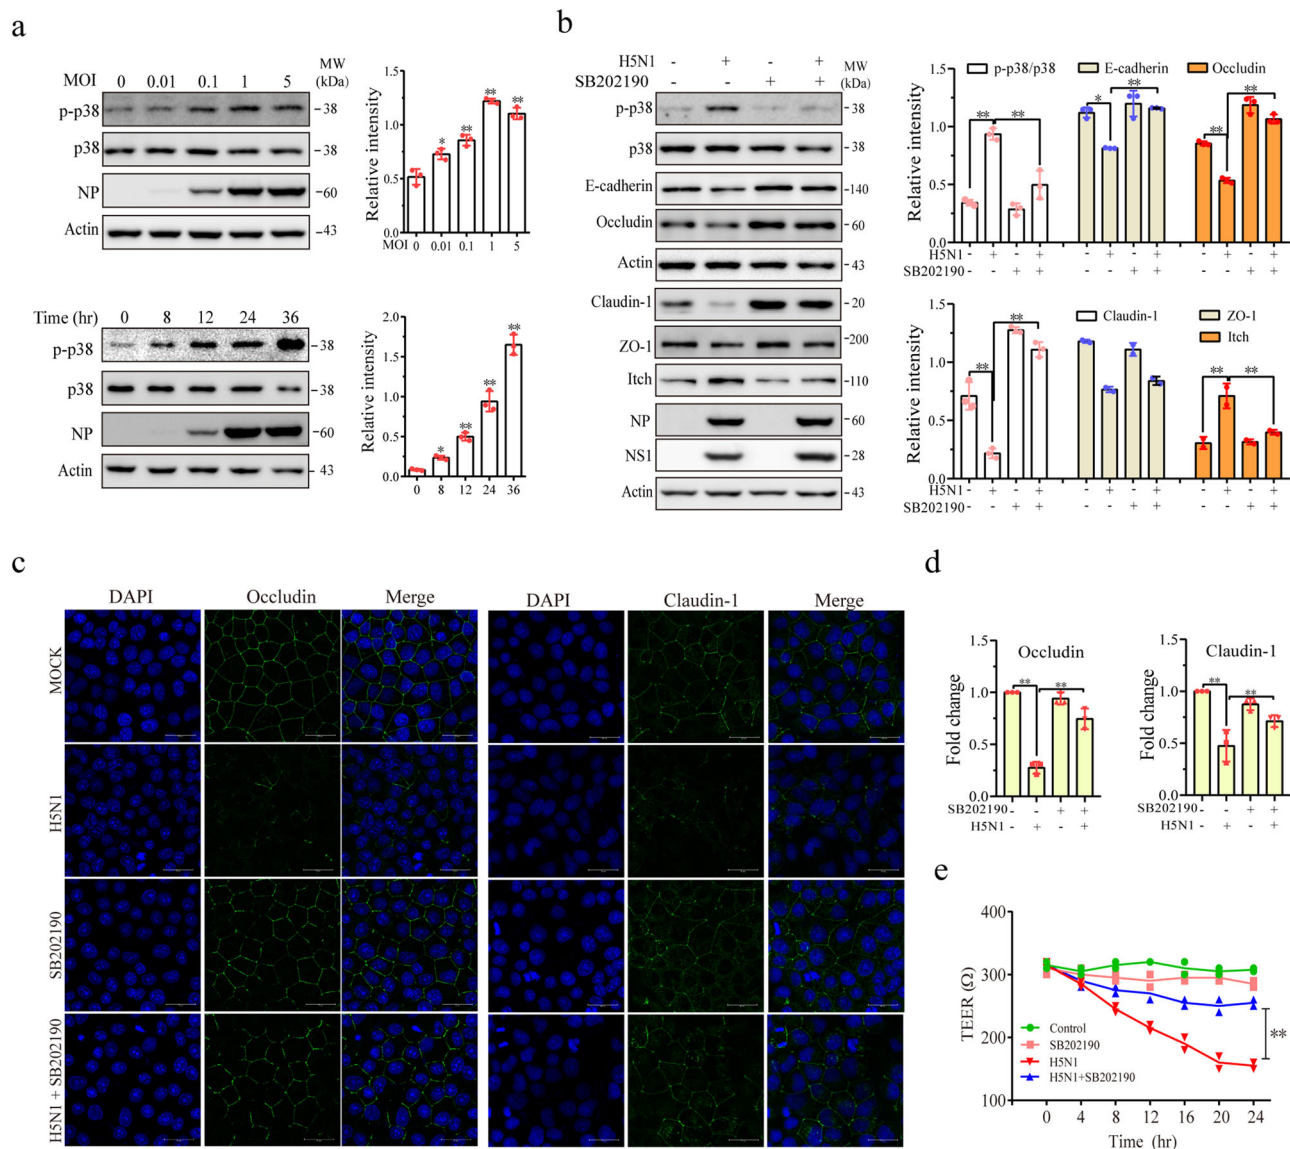 a
MOI 0 0.01 0.1 1 5 MW (kDa)
p-p38 -38
p38 -38
NP -60
Actin -43
Relative intensity
1.5
1.0
0.5
0.0
* ** ** **
MOI 0 0.01 0.1 1 5
Time (hr) 0 8 12 24 36
p-p38 -38
p38 -38
NP -60
Actin -43
Relative intensity
2.0
1.5
1.0
0.5
0.0
* ** ** **
0 8 12 24 36
b
H5N1 - + - +
SB202190 - - + +
MW (kDa)
p-p38 -38
p38 -38
E-cadherin -140
Occludin -60
Actin -43
Claudin-1 -20
ZO-1 -200
Itch -110
NP -60
NS1 -28
Actin -43
p-p38/p38 E-cadherin Occludin
Relative intensity
1.5
1.0
0.5
0.0
** ** * ** ** **
H5N1 - + - + - + - + - + - +
SB202190 - - + + - - + + - - + +
Claudin-1 ZO-1
Itch
Relative intensity
1.5
1.0
0.5
0.0
** ** ** **
H5N1 - + - + - + - + - + - +
SB202190 - - + + - - + + - - + +
c
DAPI Occludin Merge DAPI Claudin-1 Merge
MOCK
H5N1
SB202190
H5N1 + SB202190
d
Occludin
Fold change
1.5
1.0
0.5
0.0
** **
SB202190 - - + +
H5N1 - + - +
Claudin-1
Fold change
1.5
1.0
0.5
0.0
** **
SB202190 - - + +
H5N1 - + - +
e
TEER (Ω)
400
300
200
100
Control
SB202190
H5N1
H5N1+SB202190
**
0 4 8 12 16 20 24
Time (hr)